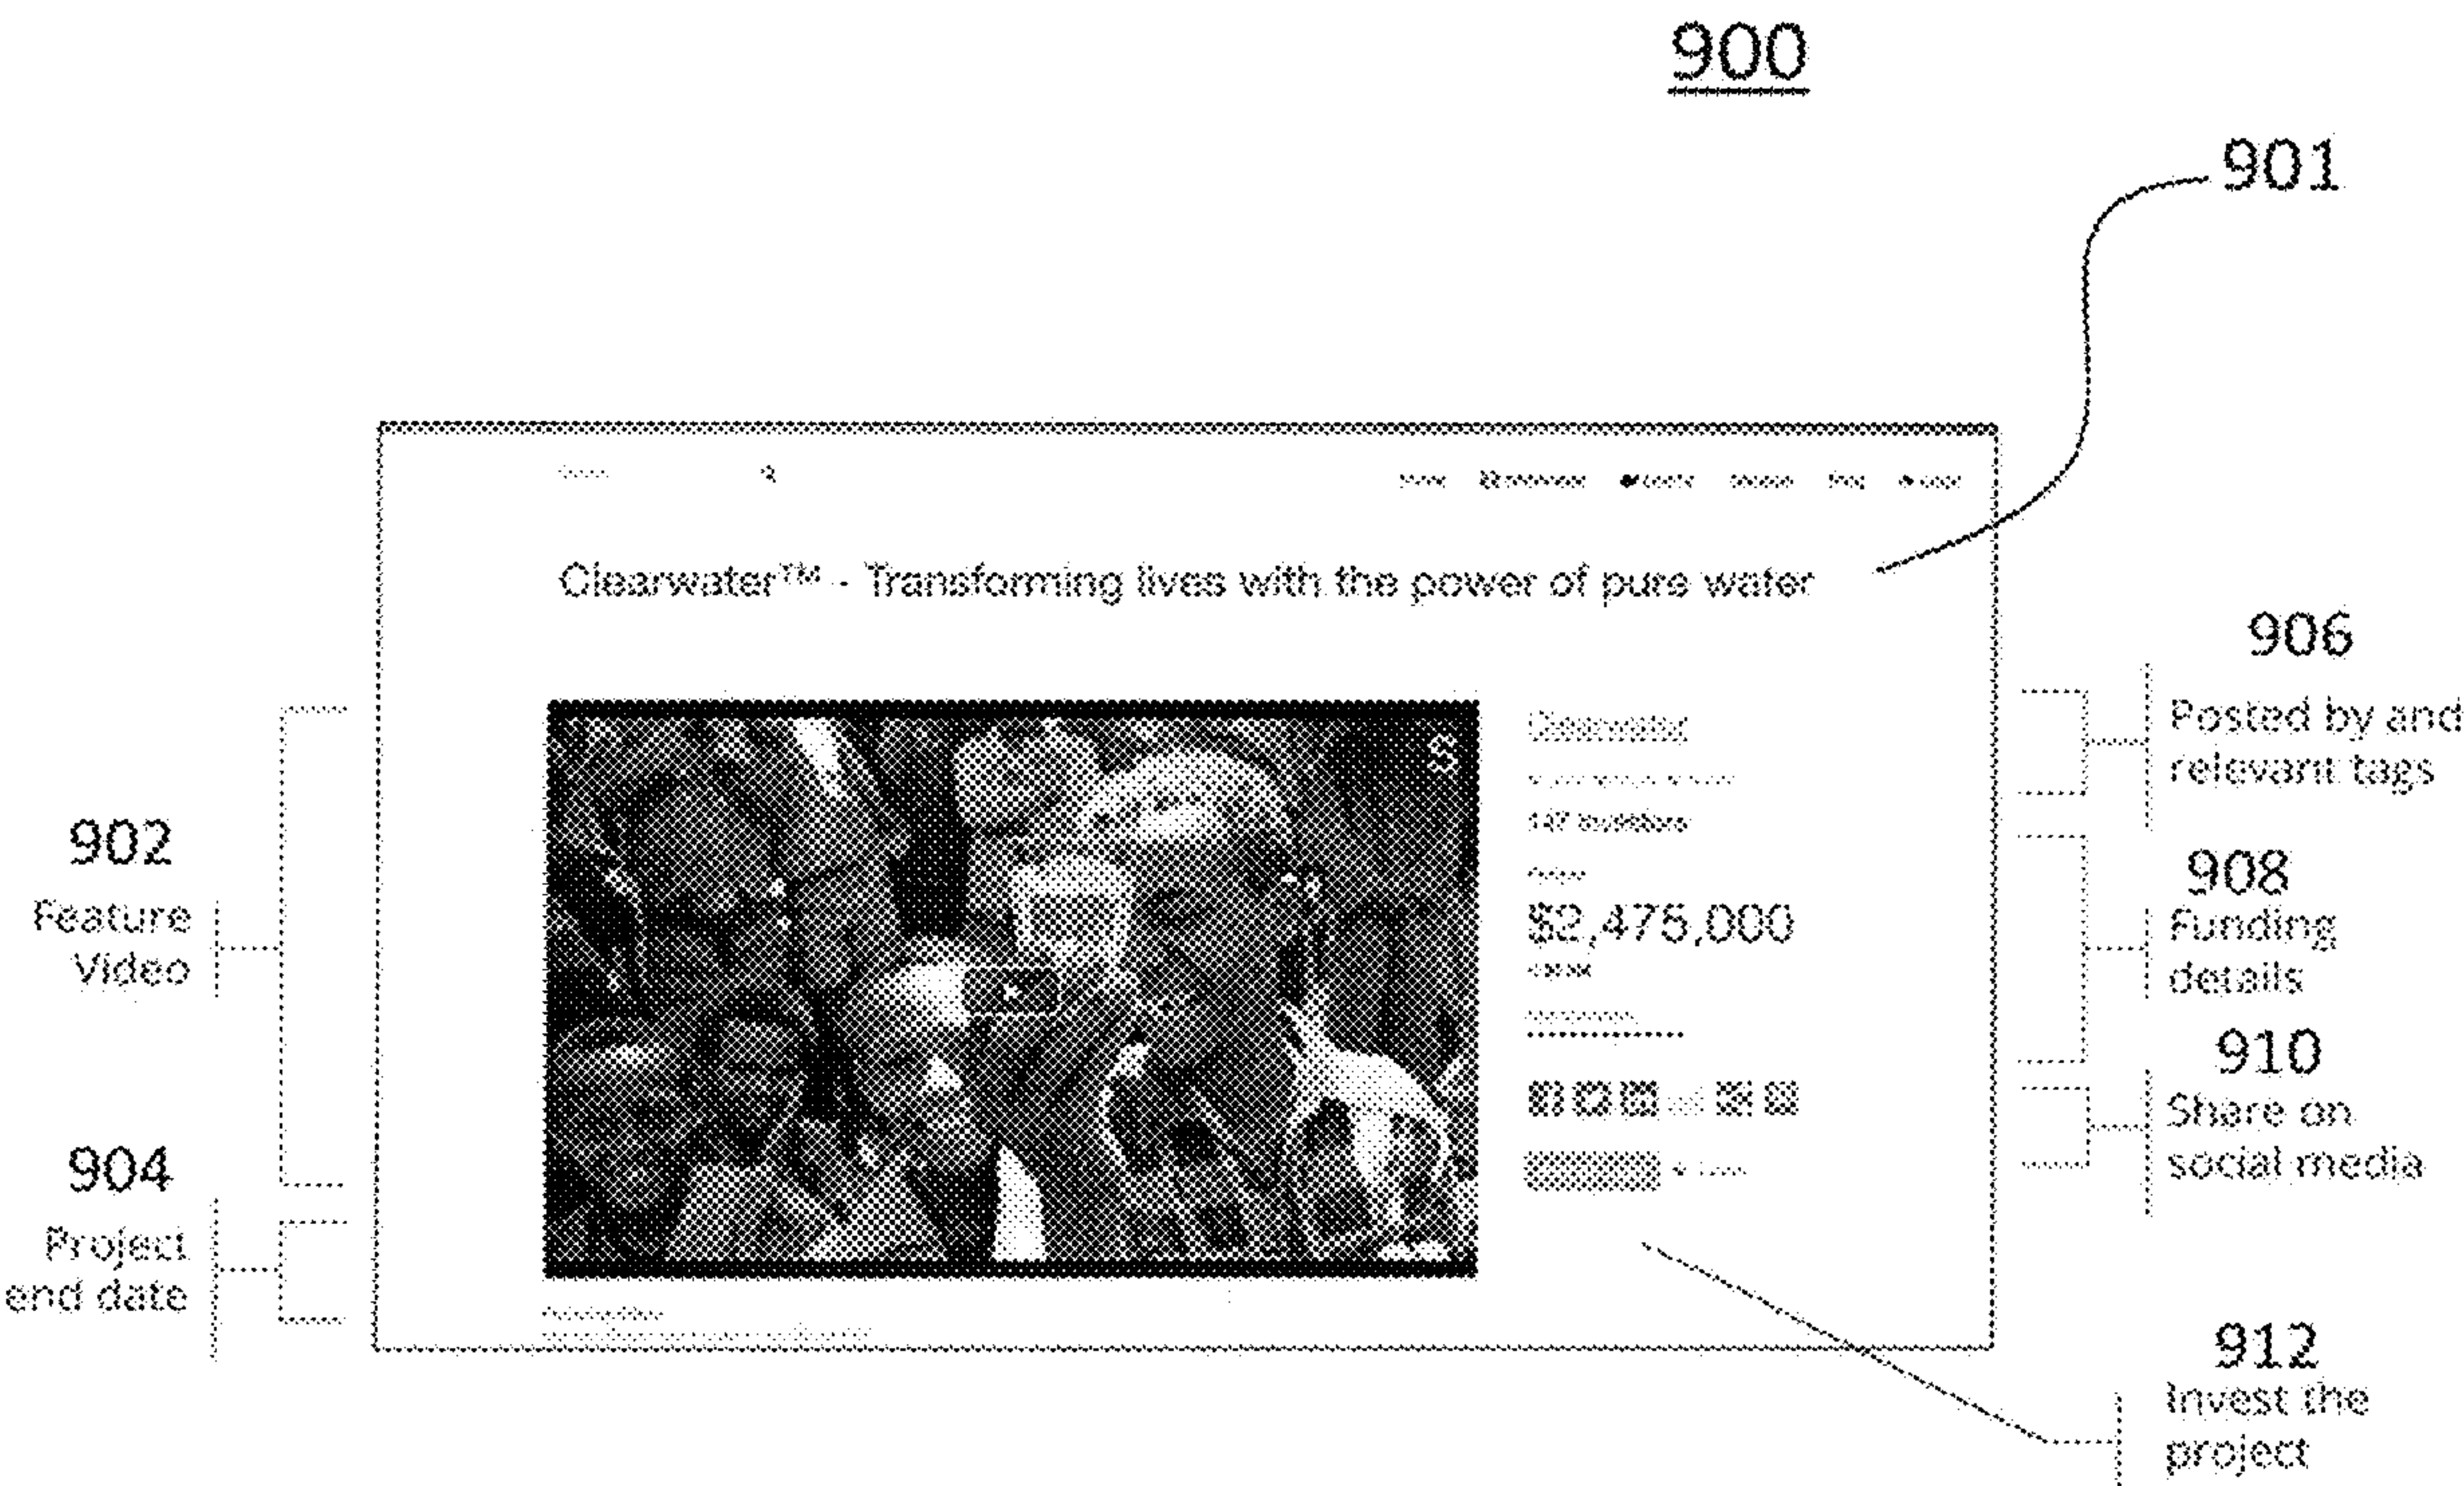 900
901
Clearwater™ - Transforming lives with the power of pure water
902
Feature
Video
904
Project
end date
Clearwater
$2,475,000
906
Posted by and
relevant tags
908
Funding
details
910
Share on
social media
912
Invest the
project